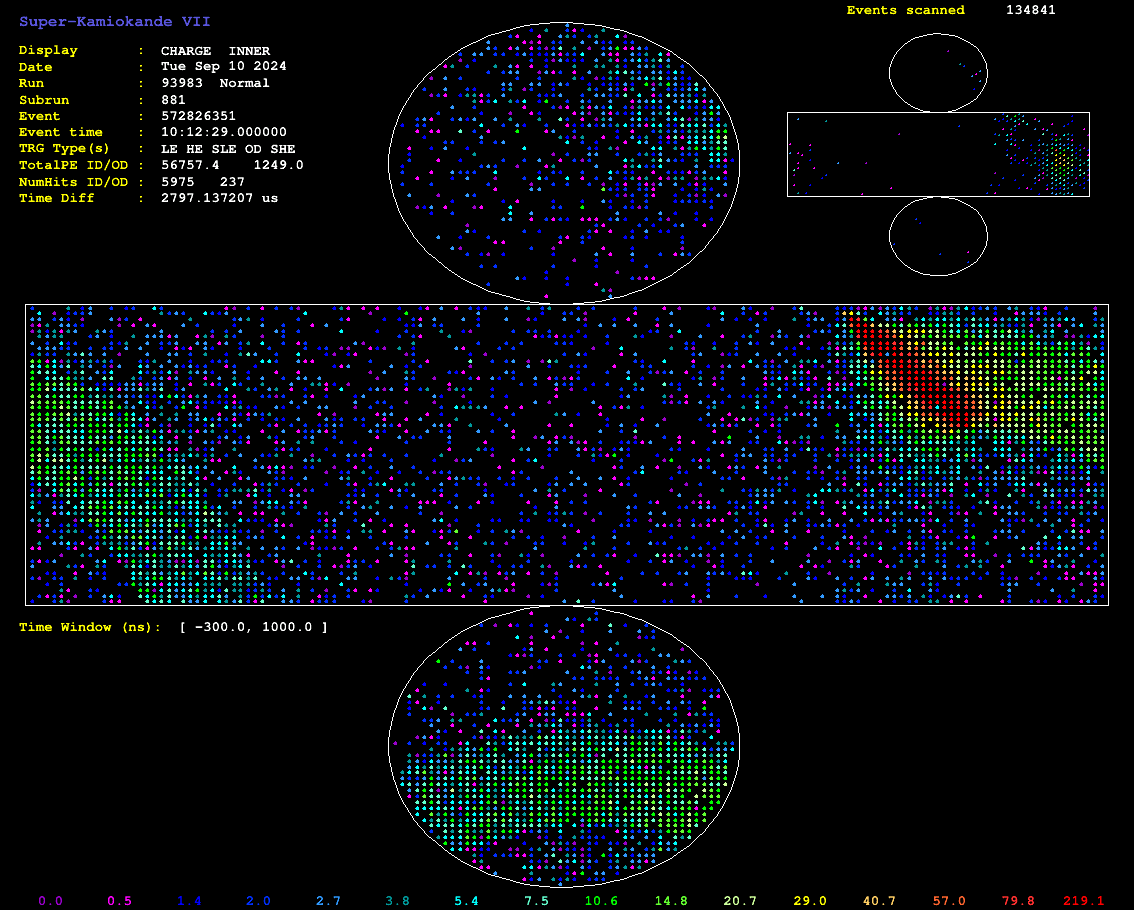 Super-Kamiokande VII
Events scanned 134841
Display : CHARGE INNER
Date : Tue Sep 10 2024
Run : 93983 Normal
Subrun : 881
Event : 572826351
Event time : 10:12:29.000000
TRG Type(s) : LE HE SLE OD SHE
TotalPE ID/OD : 56757.4 1249.0
NumHits ID/OD : 5975 237
Time Diff : 2797.137207 us
Time Window (ns): [ -300.0, 1000.0 ]
0.0 0.5 1.4 2.0 2.7 3.8 5.4 7.5 10.6 14.8 20.7 29.0 40.7 57.0 79.8 219.1